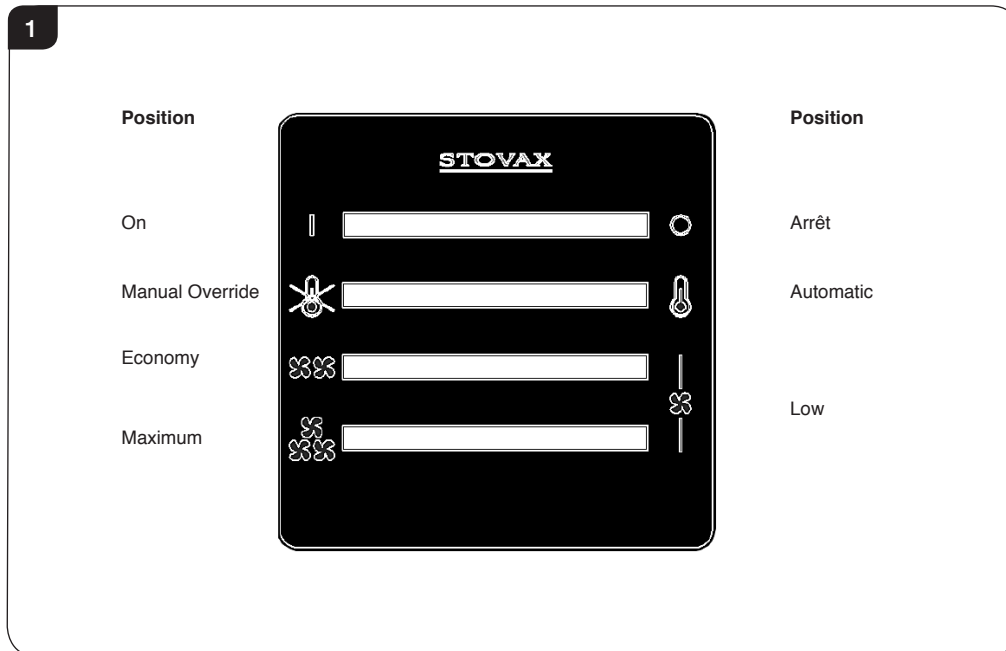 1
Position
Position
STOVAX
On
Arrêt
Manual Override
Automatic
Economy
Low
Maximum